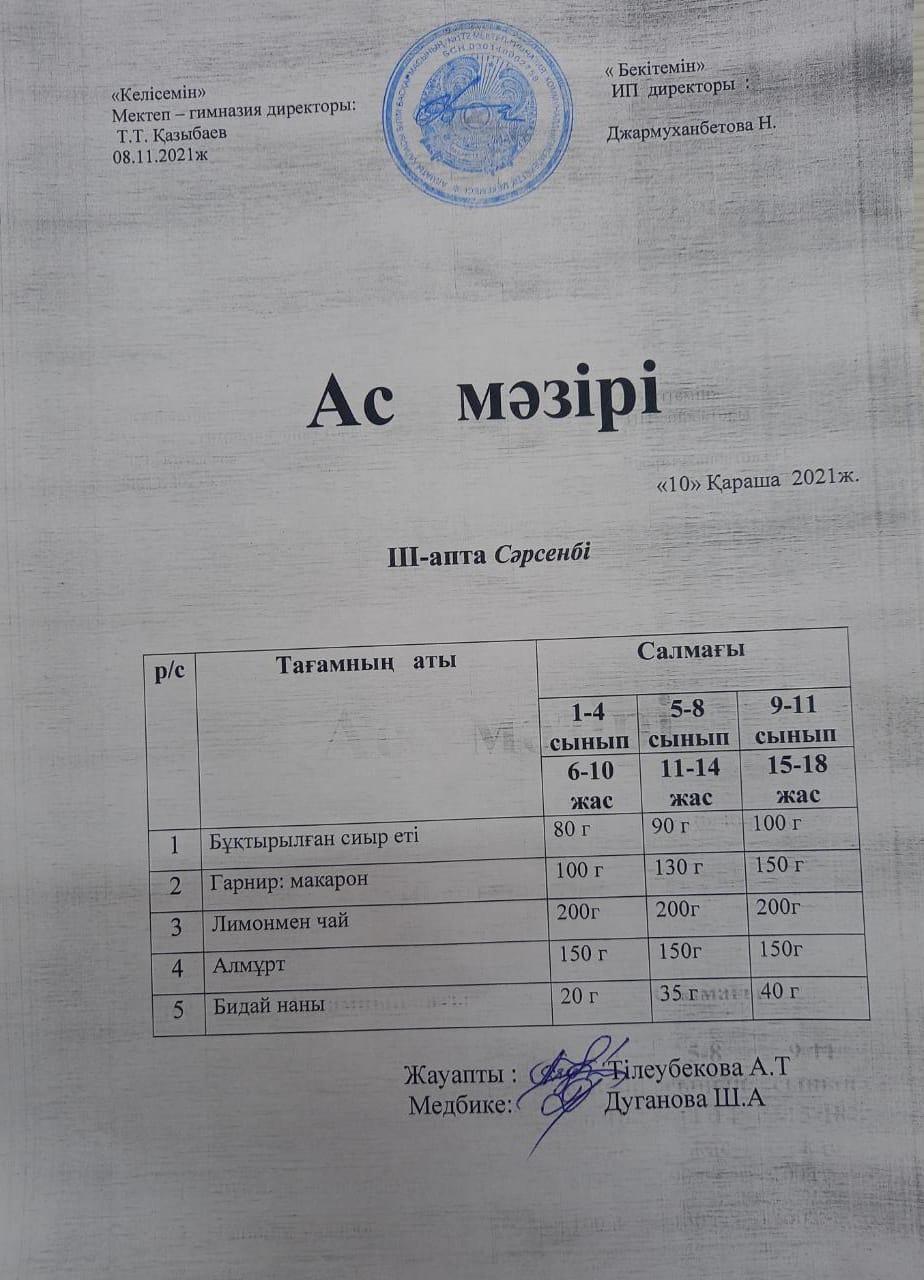 «Келісемін»
Мектеп – гимназия директоры:
Т.Т. Қазыбаев
08.11.2021ж
« Бекітемін»
ИП директоры :
Джармуханбетова Н.
Ас мәзірі
«10» Қараша 2021ж.
III-апта Сәрсенбі
р/с Тағамның аты Салмағы
1-4 сынып 5-8 сынып 9-11 сынып
6-10 жас 11-14 жас 15-18 жас
1 Бұқтырылған сиыр еті 80 г 90 г 100 г
2 Гарнир: макарон 100 г 130 г 150 г
3 Лимонмен чай 200г 200г 200г
4 Алмұрт 150 г 150г 150г
5 Бидай наны 20 г 35 г 40 г
Жауапты : Тілеубекова А.Т
Медбике: Дуганова Ш.А